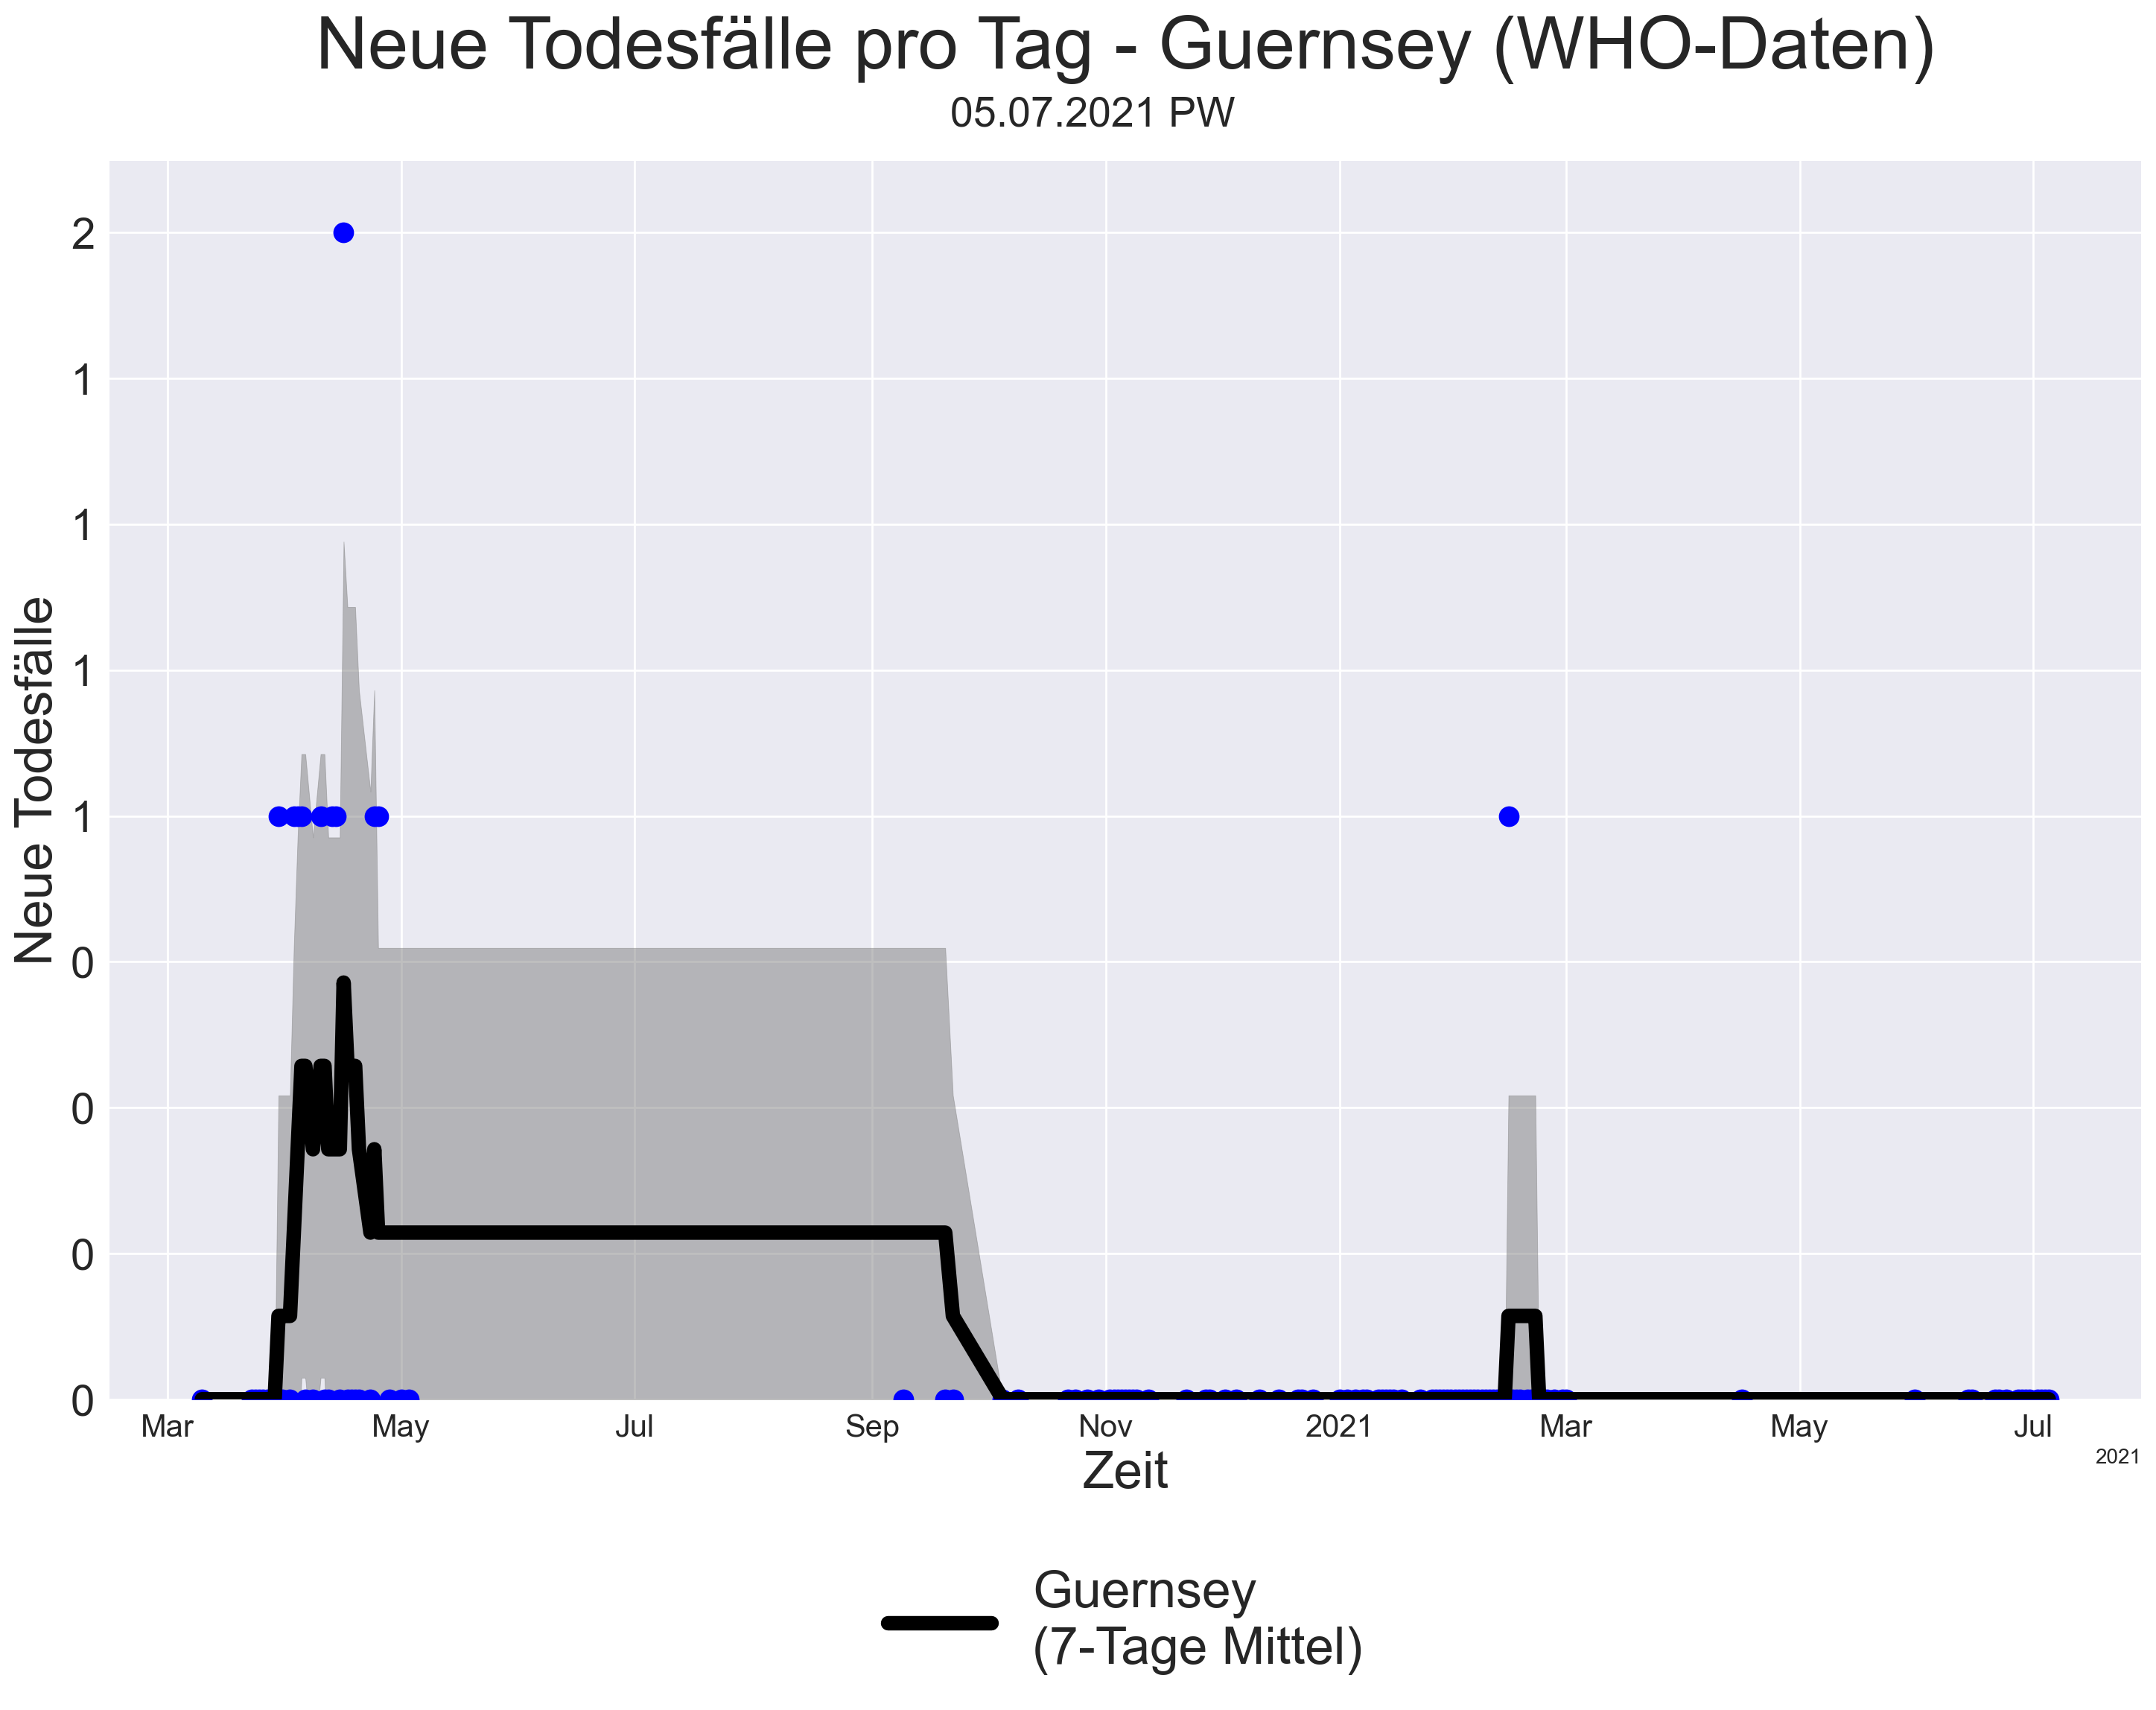 Neue Todesfälle pro Tag - Guernsey (WHO-Daten)
05.07.2021 PW
Neue Todesfälle
2
1
1
1
1
0
0
0
0
Mar May Jul Sep Nov 2021 Mar May Jul
2021
Zeit
Guernsey
(7-Tage Mittel)